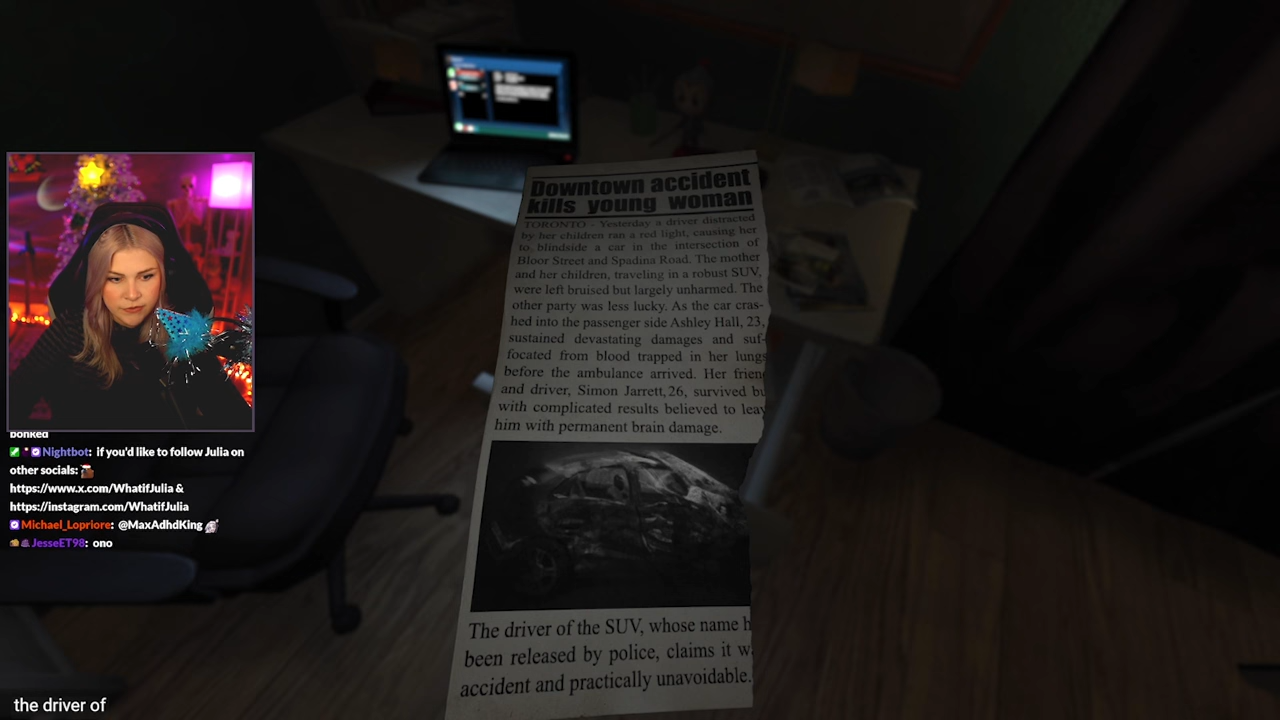 Downtown accident
kills young woman
TORONTO - Yesterday a driver distracted
by her children ran a red light, causing her
to blindside a car in the intersection of
Bloor Street and Spadina Road. The mother
and her children, traveling in a robust SUV,
were left bruised but largely unharmed. The
other party was less lucky. As the car cras-
hed into the passenger side Ashley Hall, 23,
sustained devastating damages and suf-
focated from blood trapped in her lungs
before the ambulance arrived. Her frien
and driver, Simon Jarrett, 26, survived bu
with complicated results believed to leav
him with permanent brain damage.
The driver of the SUV, whose name h
been released by police, claims it w
accident and practically unavoidable.
bonked
Nightbot: if you'd like to follow Julia on
other socials:
https://www.x.com/WhatifJulia &
https://instagram.com/WhatifJulia
Michael_Lopriore: @MaxAdhdKing
JesseET98: ono
the driver of